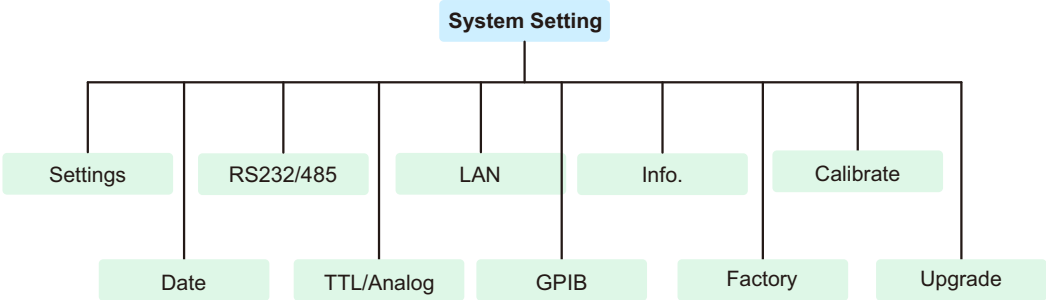 System Setting
Settings
RS232/485
LAN
Info.
Calibrate
Date
TTL/Analog
GPIB
Factory
Upgrade